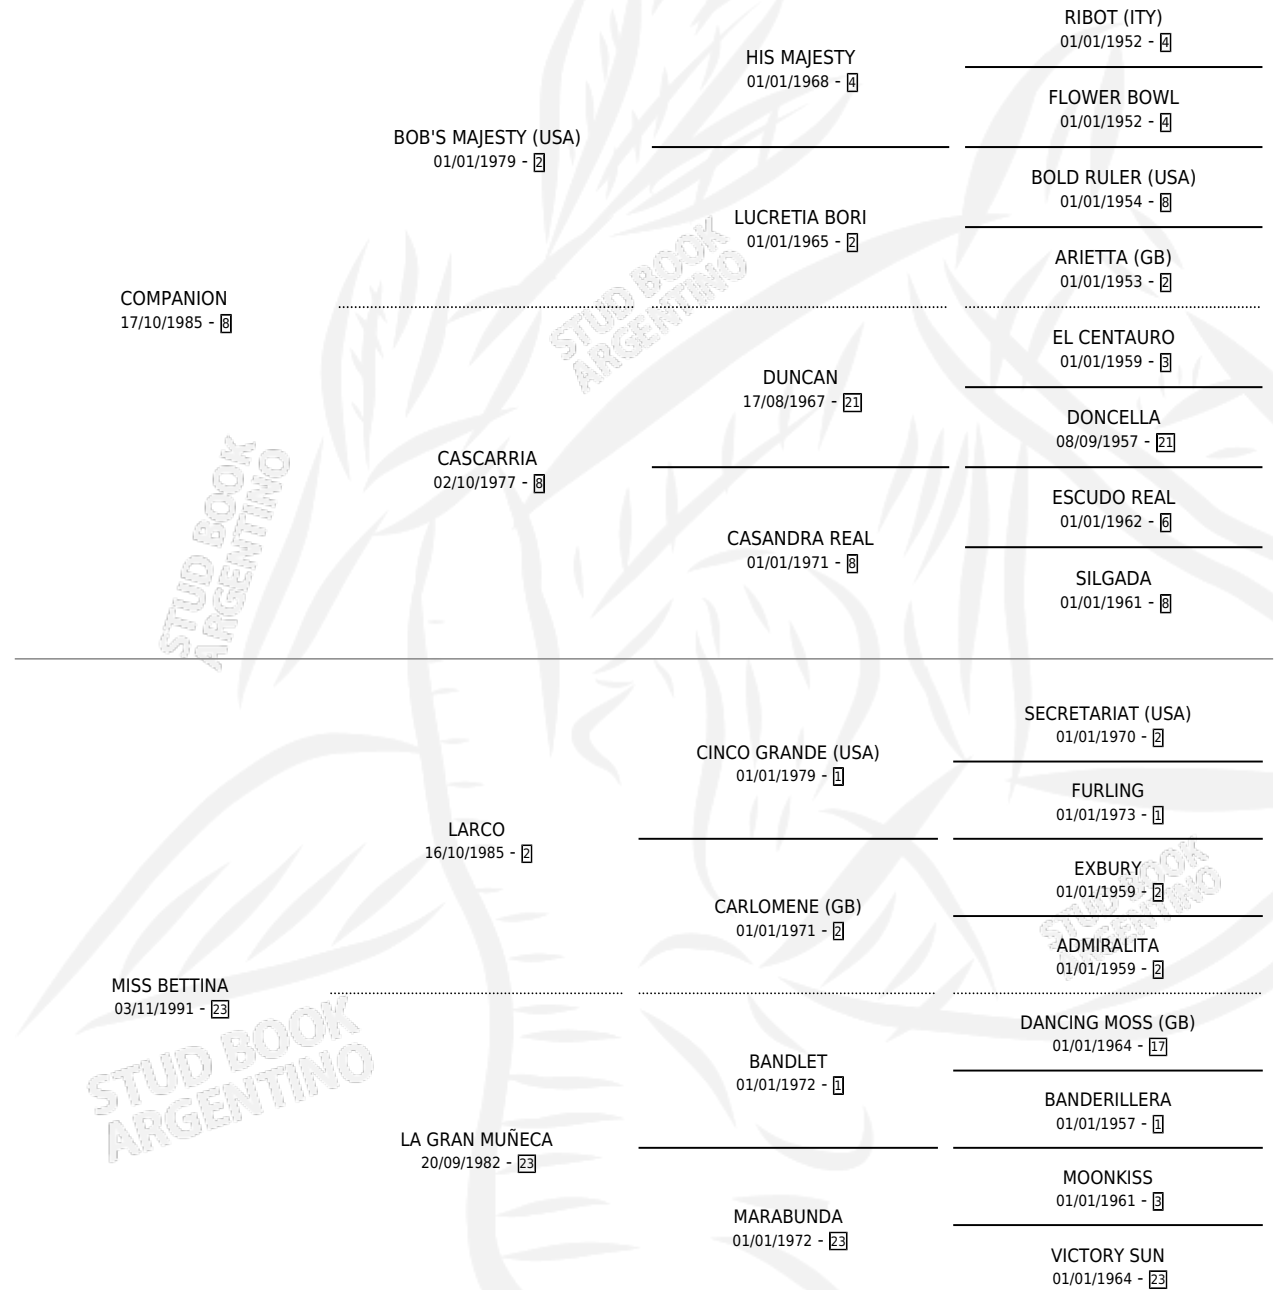 RIBOT (ITY)
01/01/1952 - 4
HIS MAJESTY
01/01/1968 - 4
FLOWER BOWL
01/01/1952 - 4
BOB'S MAJESTY (USA)
01/01/1979 - 2
BOLD RULER (USA)
01/01/1954 - 8
LUCRETIA BORI
01/01/1965 - 2
ARIETTA (GB)
01/01/1953 - 2
COMPANION
17/10/1985 - 8
STUD BOOK
ARGENTINO
EL CENTAURO
01/01/1959 - 3
DUNCAN
17/08/1967 - 21
DONCELLA
08/09/1957 - 21
CASCARRIA
02/10/1977 - 8
ESCUDO REAL
01/01/1962 - 6
CASANDRA REAL
01/01/1971 - 8
SILGADA
01/01/1961 - 8
STUD BOOK
ARGENTINO
SECRETARIAT (USA)
01/01/1970 - 2
CINCO GRANDE (USA)
01/01/1979 - 1
FURLING
01/01/1973 - 1
LARCO
16/10/1985 - 2
EXBURY
01/01/1959 - 2
CARLOMENE (GB)
01/01/1971 - 2
STUD BOOK
ARGENTINO
ADMIRALITA
01/01/1959 - 2
MISS BETTINA
03/11/1991 - 23
DANCING MOSS (GB)
01/01/1964 - 17
BANDLET
01/01/1972 - 1
STUD BOOK
ARGENTINO
BANDERILLERA
01/01/1957 - 1
LA GRAN MUÑECA
20/09/1982 - 23
MOONKISS
01/01/1961 - 3
MARABUNDA
01/01/1972 - 23
VICTORY SUN
01/01/1964 - 23